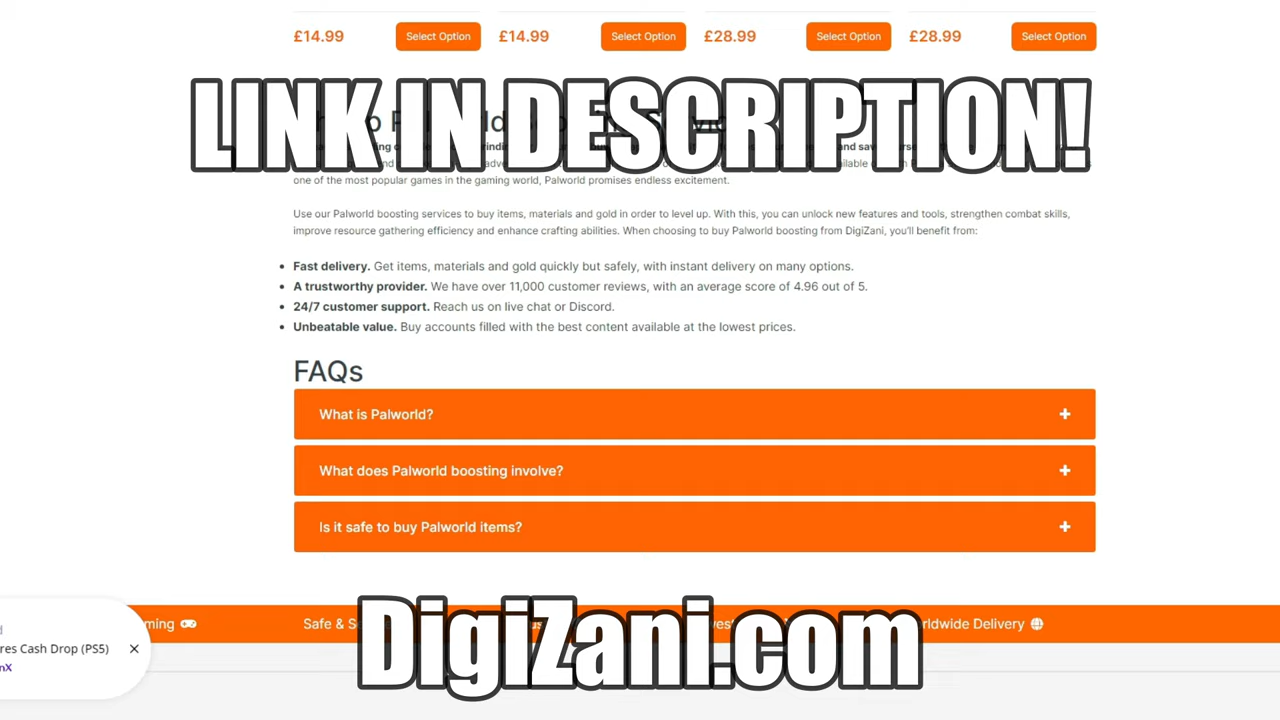 £14.99 Select Option £14.99 Select Option £28.99 Select Option £28.99 Select Option
LINK IN DESCRIPTION!
one of the most popular games in the gaming world, Palworld promises endless excitement.
Use our Palworld boosting services to buy items, materials and gold in order to level up. With this, you can unlock new features and tools, strengthen combat skills,
improve resource gathering efficiency and enhance crafting abilities. When choosing to buy Palworld boosting from DigiZani, you'll benefit from:
• Fast delivery. Get items, materials and gold quickly but safely, with instant delivery on many options.
• A trustworthy provider. We have over 11,000 customer reviews, with an average score of 4.96 out of 5.
• 24/7 customer support. Reach us on live chat or Discord.
• Unbeatable value. Buy accounts filled with the best content available at the lowest prices.
FAQs
What is Palworld? +
What does Palworld boosting involve? +
Is it safe to buy Palworld items? +
Safe & Delivery
DigiZani.com
Cash Drop (PS5) ×